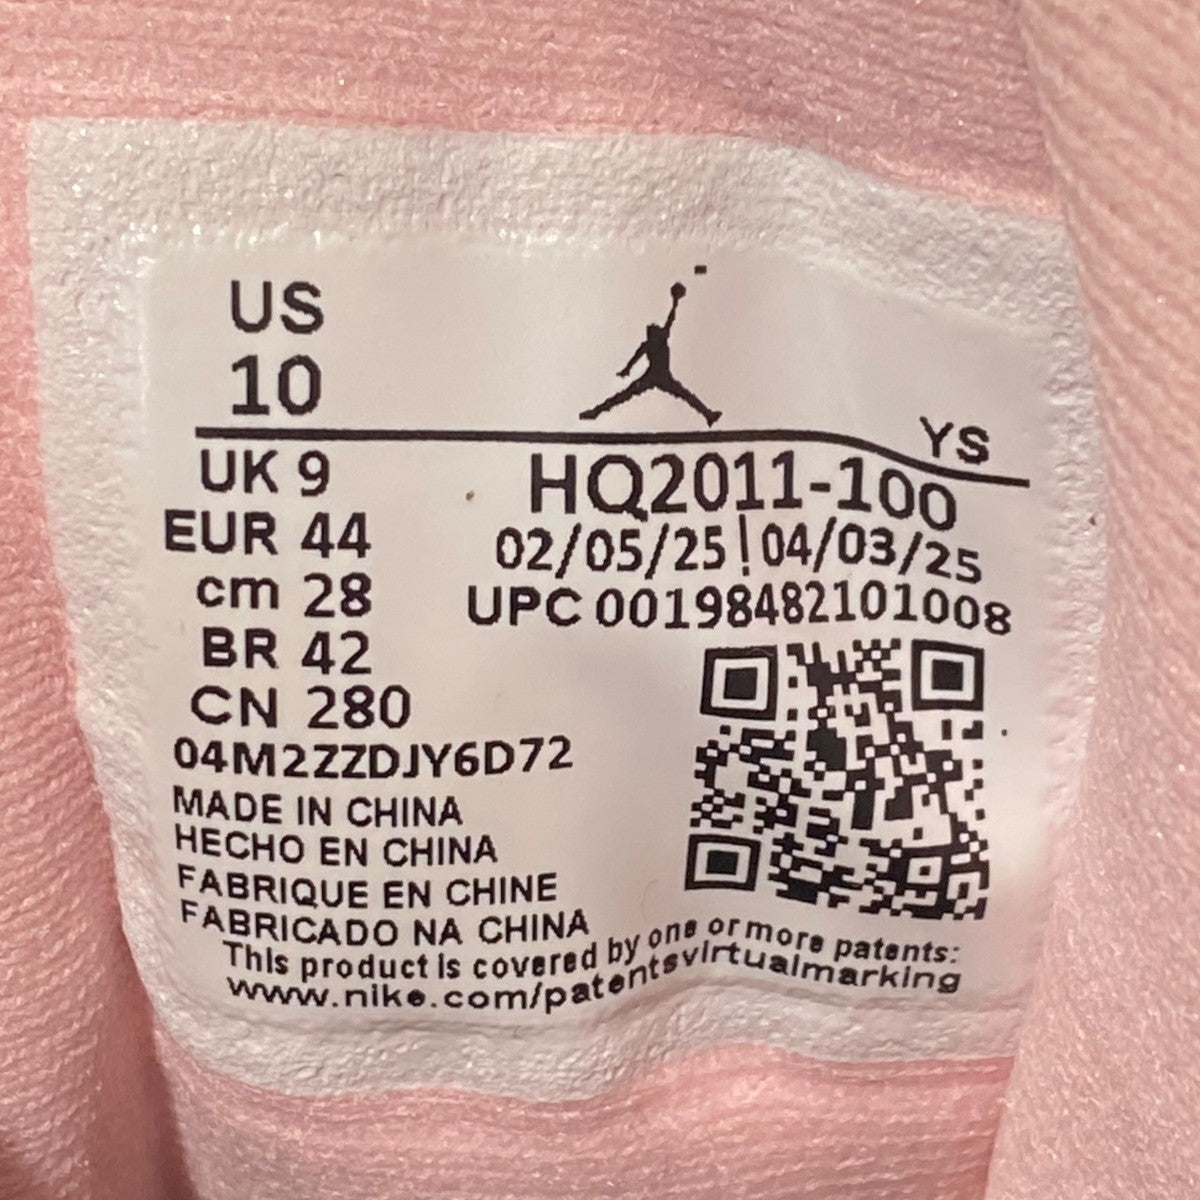 US
10
YS
UK 9
EUR 44
cm 28
BR 42
CN 280
HQ2011-100
02/05/25 | 04/03/25
UPC 00198482101008
04M2ZZDJY6D72
MADE IN CHINA
HECHO EN CHINA
FABRIQUE EN CHINE
FABRICADO NA CHINA
This product is covered by one or more patents:
www.nike.com/patentsvirtualmarking